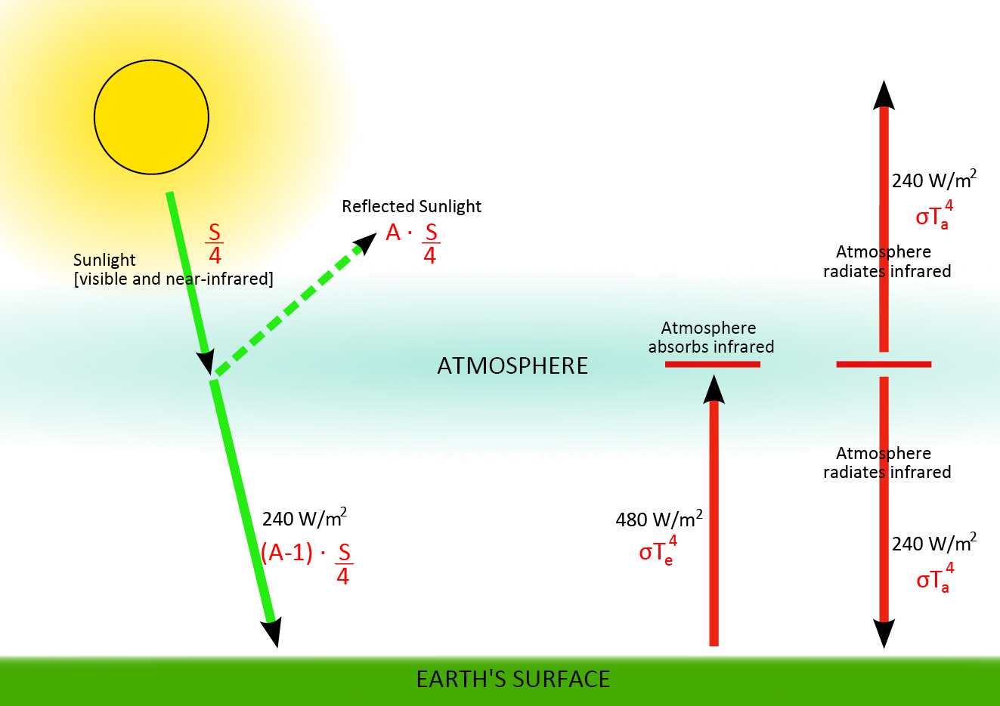 Reflected Sunlight
A · S/4
S/4
Sunlight
[visible and near-infrared]
240 W/m²
σTₐ⁴
Atmosphere
radiates infrared
Atmosphere
absorbs infrared
ATMOSPHERE
Atmosphere
radiates infrared
240 W/m²
(A-1) · S/4
480 W/m²
σTₑ⁴
240 W/m²
σTₐ⁴
EARTH'S SURFACE